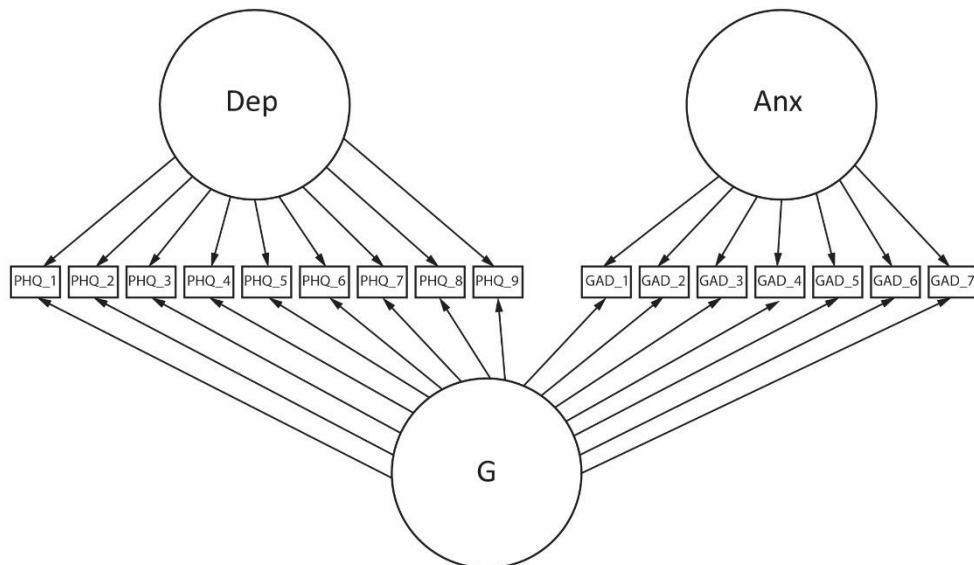 Dep
Anx
PHQ_1 PHQ_2 PHQ_3 PHQ_4 PHQ_5 PHQ_6 PHQ_7 PHQ_8 PHQ_9 GAD_1 GAD_2 GAD_3 GAD_4 GAD_5 GAD_6 GAD_7
G